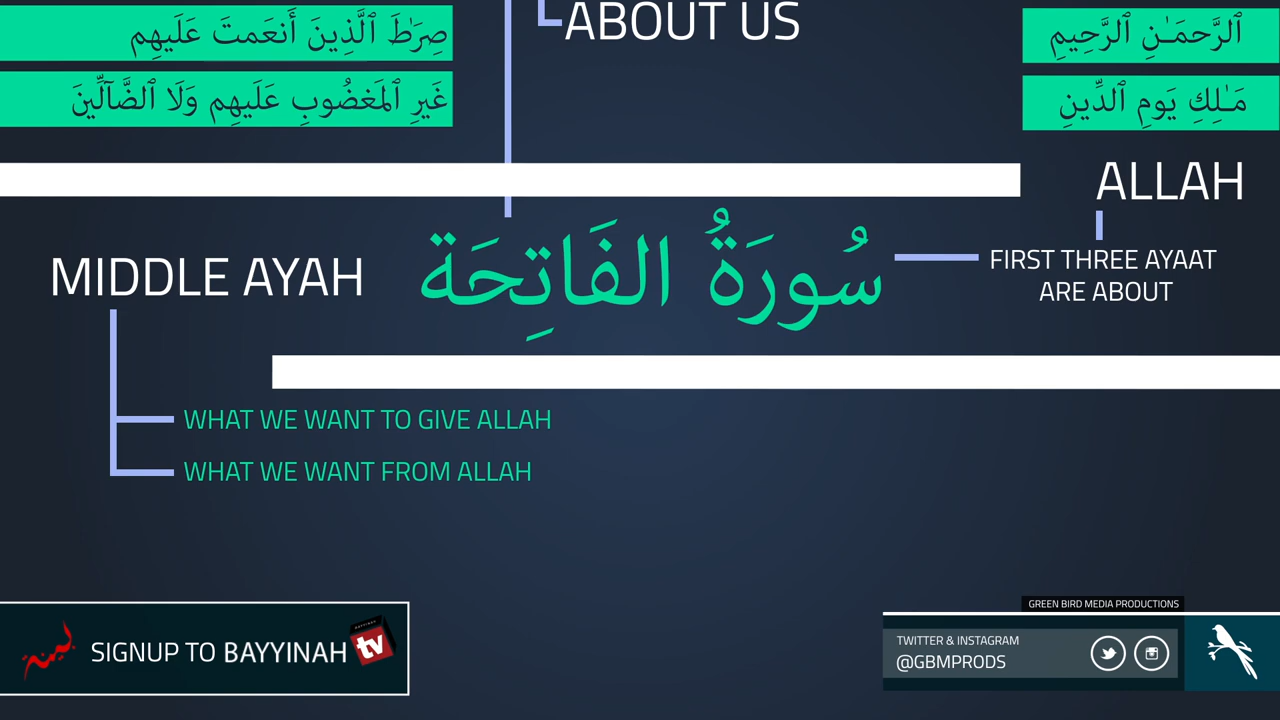 ABOUT US
صِرَٰطَ ٱلَّذِينَ أَنعَمتَ عَلَيهِم
غَيرِ ٱلمَغضُوبِ عَلَيهِم وَلَا ٱلضَّآلِّينَ
ٱلرَّحمَـٰنِ ٱلرَّحِيمِ
مَـٰلِكِ يَومِ ٱلدِّينِ
ALLAH
FIRST THREE AYAAT
ARE ABOUT
سُورَةُ الفَاتِحَة
MIDDLE AYAH
WHAT WE WANT TO GIVE ALLAH
WHAT WE WANT FROM ALLAH
SIGNUP TO BAYYINAH tv
GREEN BIRD MEDIA PRODUCTIONS
TWITTER & INSTAGRAM
@GBMPRODS